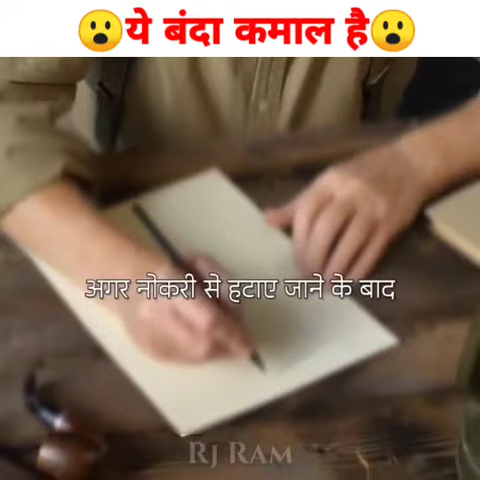 😮ये बंदा कमाल है😮
अगर नोकरी से हटाए जाने के बाद
RJ RAM